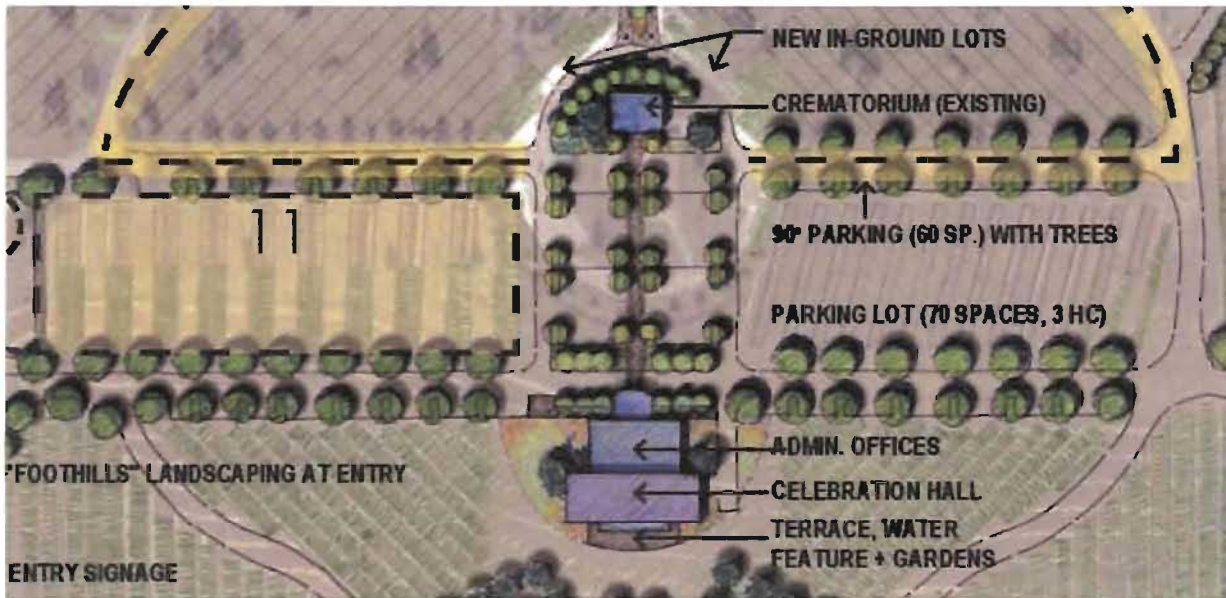 NEW IN-GROUND LOTS
CREMATORIUM (EXISTING)
11
90° PARKING (60 SP.) WITH TREES
PARKING LOT (70 SPACES, 3 HC)
ADMIN. OFFICES
"FOOTHILLS" LANDSCAPING AT ENTRY
CELEBRATION HALL
TERRACE, WATER
FEATURE + GARDENS
ENTRY SIGNAGE